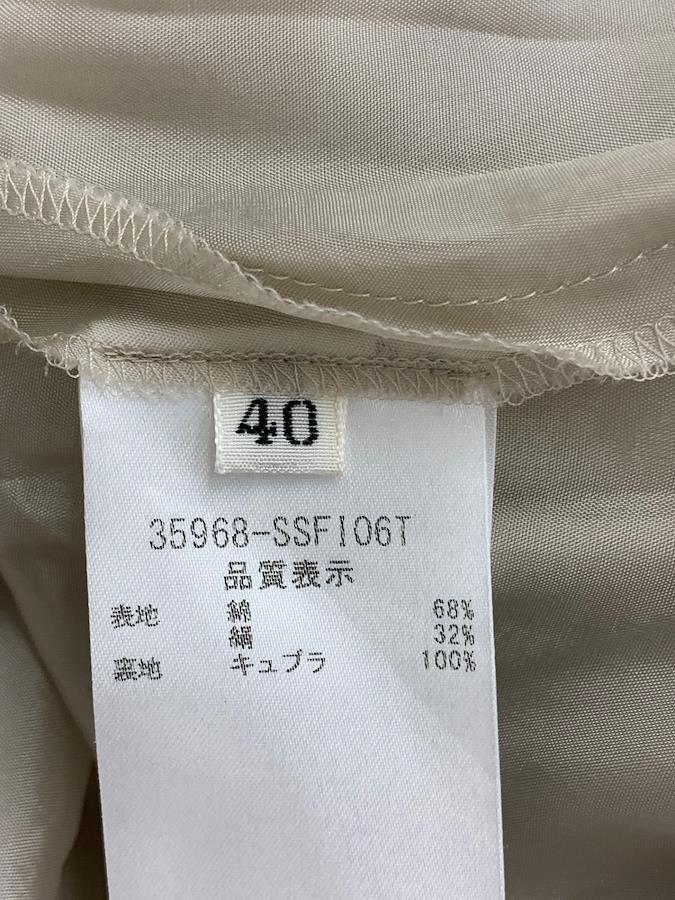 40
35968-SSFI06T
品質表示
表地 綿 68%
絹 32%
裏地 キュプラ 100%